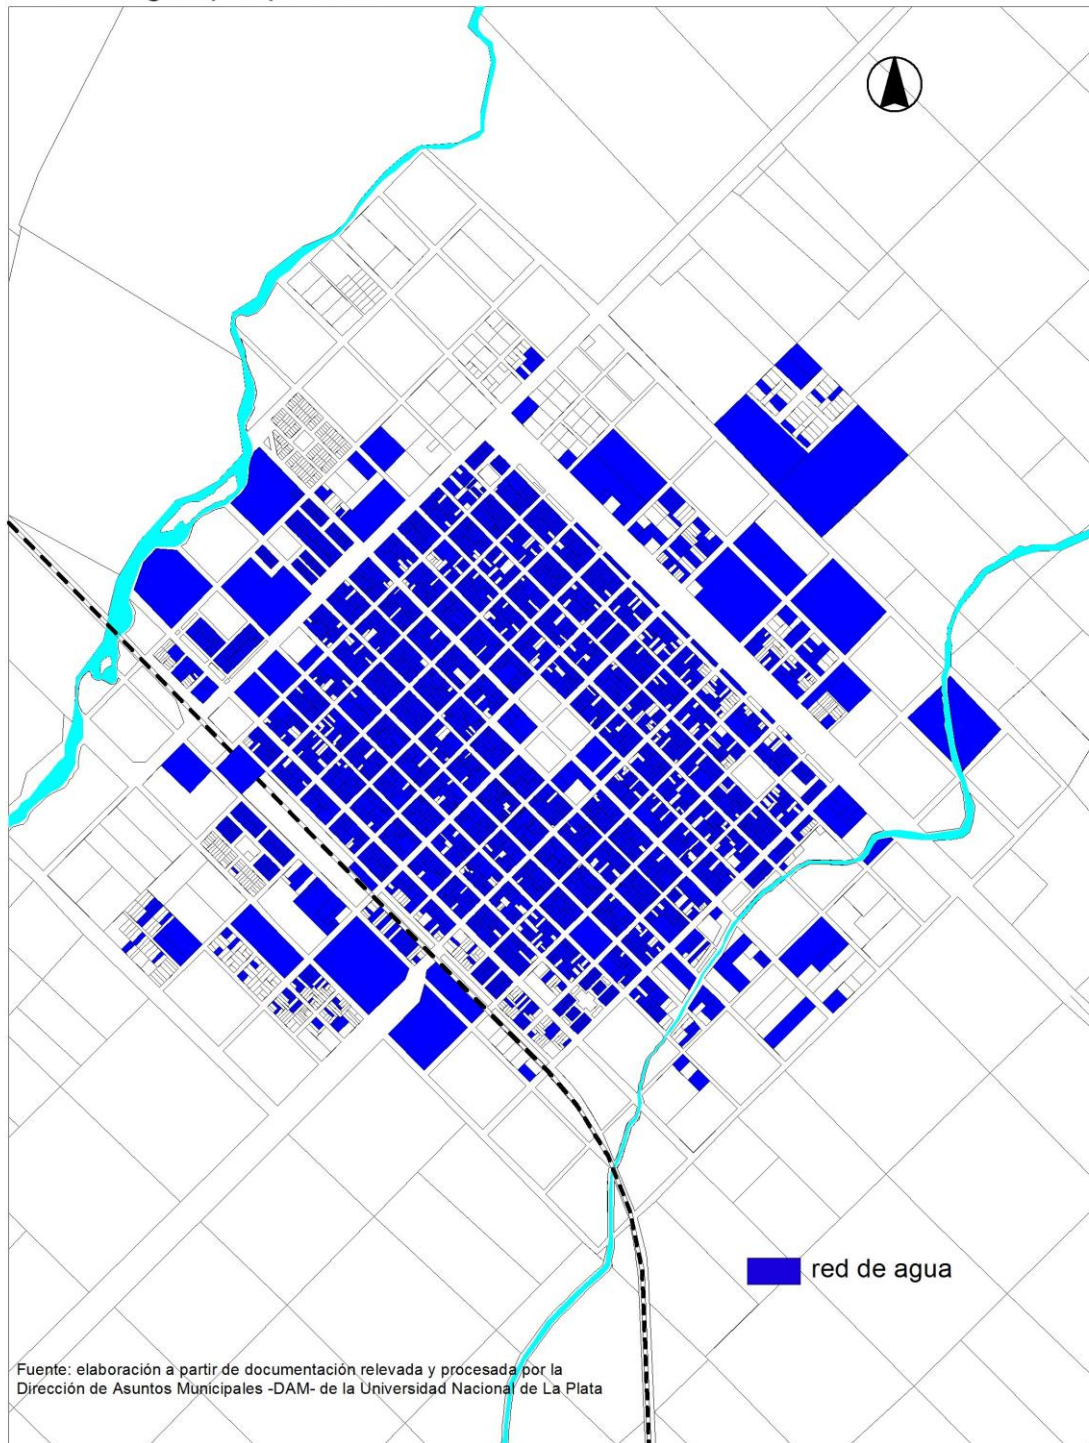 red de agua
Fuente: elaboración a partir de documentación relevada y procesada por la
Dirección de Asuntos Municipales -DAM- de la Universidad Nacional de La Plata